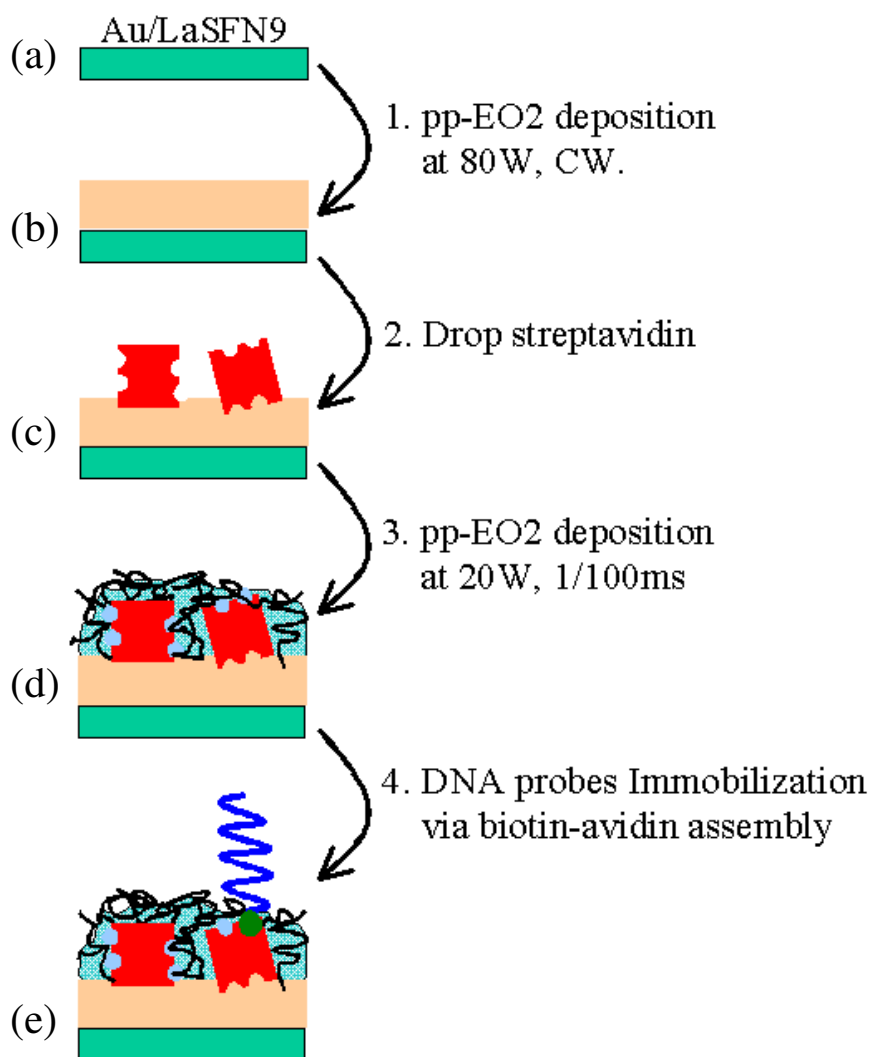 Au/LaSFN9
(a)
1. pp-EO2 deposition
at 80W, CW.
(b)
2. Drop streptavidin
(c)
3. pp-EO2 deposition
at 20W, 1/100ms
(d)
4. DNA probes Immobilization
via biotin-avidin assembly
(e)